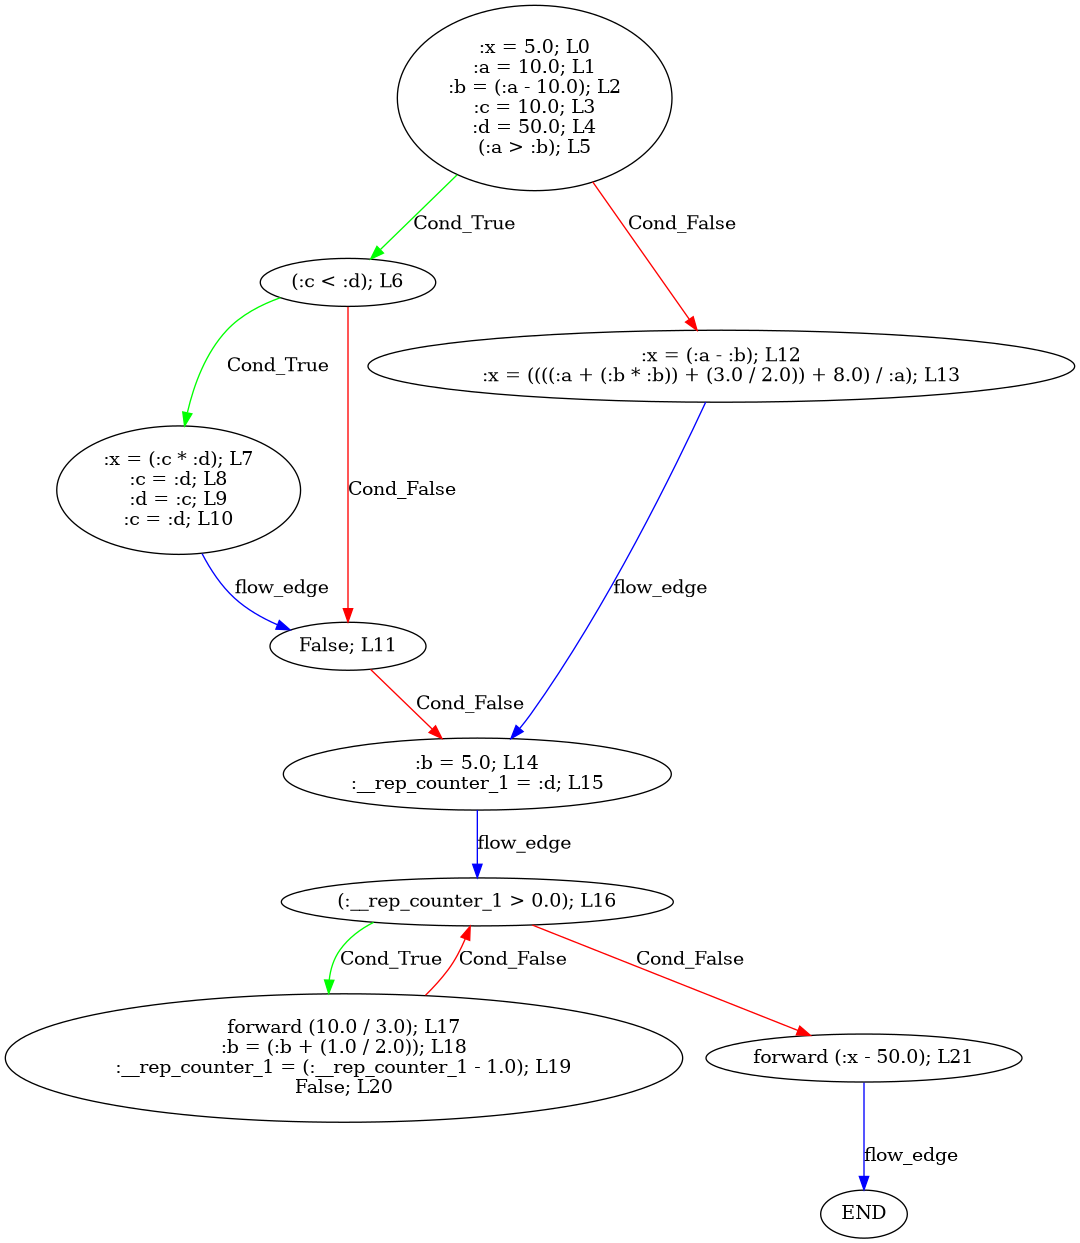 :x = 5.0; L0
:a = 10.0; L1
:b = (:a - 10.0); L2
:c = 10.0; L3
:d = 50.0; L4
(:a > :b); L5
Cond_True
Cond_False
(:c < :d); L6
:x = (:a - :b); L12
:x = ((((:a + (:b * :b)) + (3.0 / 2.0)) + 8.0) / :a); L13
Cond_True
:x = (:c * :d); L7
:c = :d; L8
:d = :c; L9
:c = :d; L10
Cond_False
flow_edge
flow_edge
False; L11
Cond_False
:b = 5.0; L14
:__rep_counter_1 = :d; L15
flow_edge
(:__rep_counter_1 > 0.0); L16
Cond_True
Cond_False
Cond_False
forward (10.0 / 3.0); L17
:b = (:b + (1.0 / 2.0)); L18
:__rep_counter_1 = (:__rep_counter_1 - 1.0); L19
False; L20
forward (:x - 50.0); L21
flow_edge
END